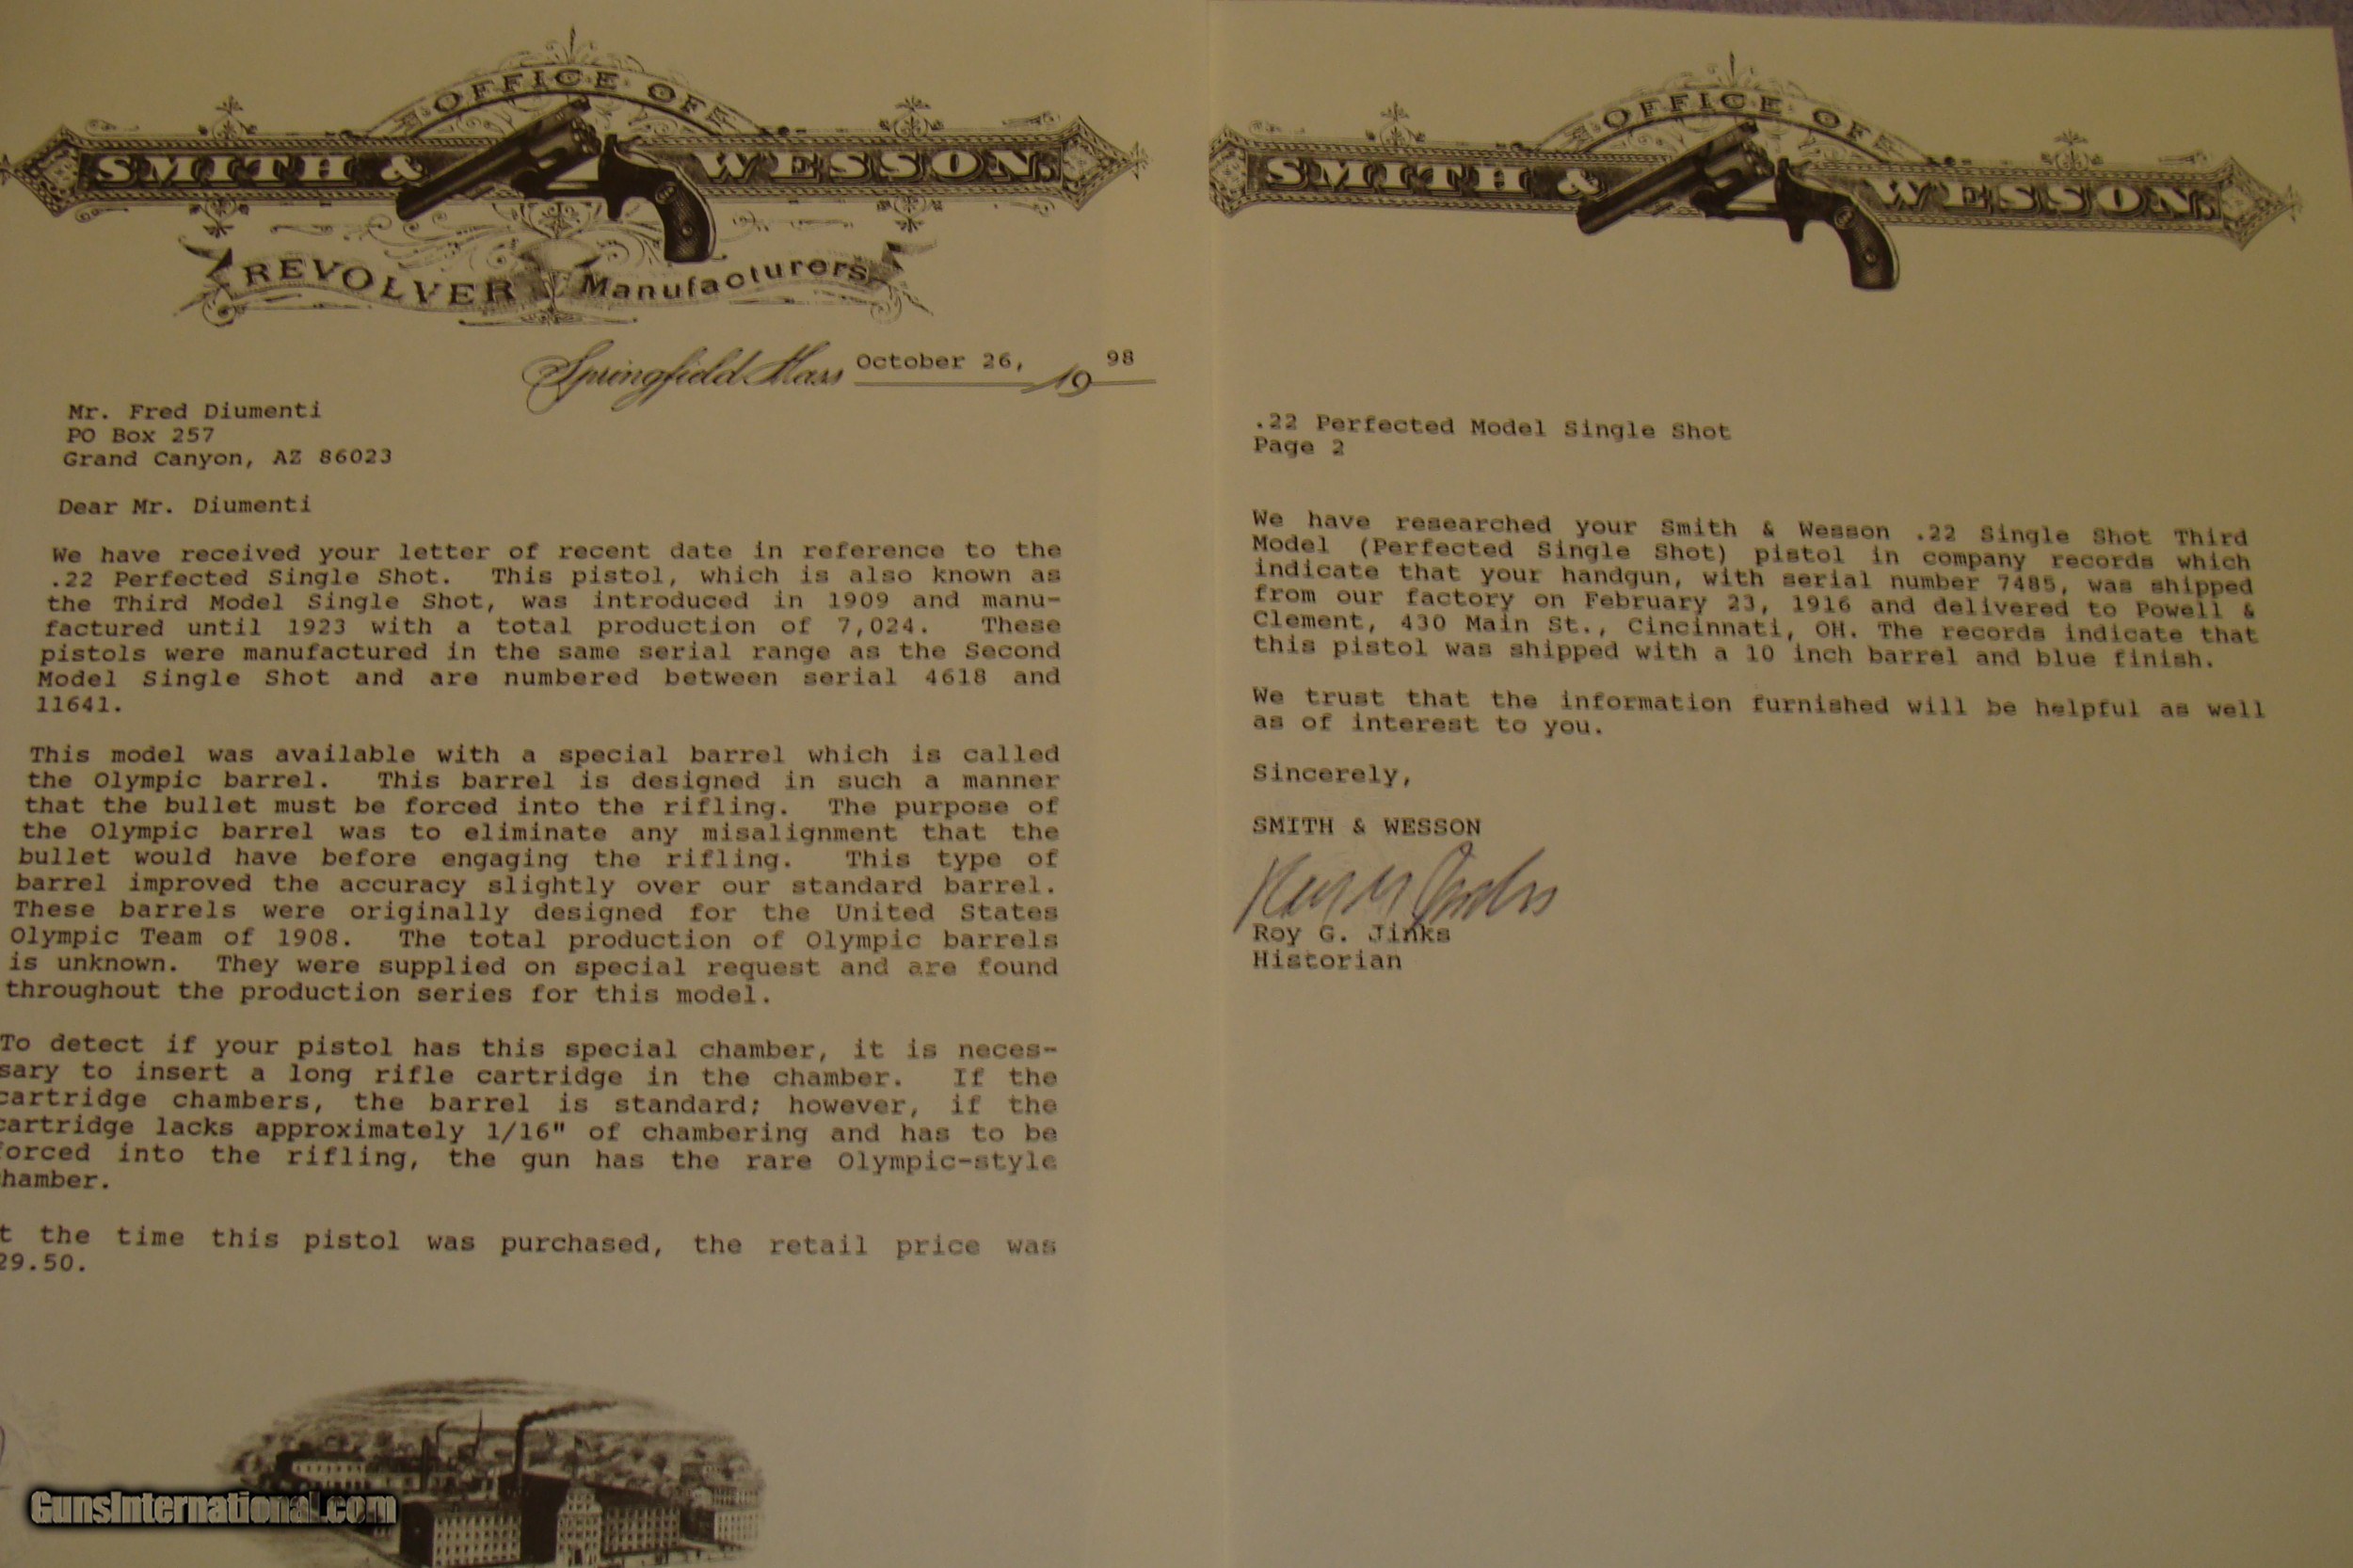 OFFICE OF
SMITH & WESSON.
REVOLVER Manufacturers
Springfield Mass October 26, 1998
Mr. Fred Diumenti
PO Box 257
Grand Canyon, AZ 86023
Dear Mr. Diumenti
We have received your letter of recent date in reference to the
.22 Perfected Single Shot. This pistol, which is also known as
the Third Model Single Shot, was introduced in 1909 and manu-
factured until 1923 with a total production of 7,024. These
pistols were manufactured in the same serial range as the Second
Model Single Shot and are numbered between serial 4618 and
11641.
This model was available with a special barrel which is called
the Olympic barrel. This barrel is designed in such a manner
that the bullet must be forced into the rifling. The purpose of
the Olympic barrel was to eliminate any misalignment that the
bullet would have before engaging the rifling. This type of
barrel improved the accuracy slightly over our standard barrel.
These barrels were originally designed for the United States
Olympic Team of 1908. The total production of Olympic barrels
is unknown. They were supplied on special request and are found
throughout the production series for this model.
To detect if your pistol has this special chamber, it is neces-
sary to insert a long rifle cartridge in the chamber. If the
cartridge chambers, the barrel is standard; however, if the
cartridge lacks approximately 1/16" of chambering and has to be
forced into the rifling, the gun has the rare Olympic-style
hamber.
t the time this pistol was purchased, the retail price was
29.50.
GunsInternational.com
OFFICE OF
SMITH & WESSON.
.22 Perfected Model Single Shot
Page 2
We have researched your Smith & Wesson .22 Single Shot Third
Model (Perfected Single Shot) pistol in company records which
indicate that your handgun, with serial number 7485, was shipped
from our factory on February 23, 1916 and delivered to Powell &
Clement, 430 Main St., Cincinnati, OH. The records indicate that
this pistol was shipped with a 10 inch barrel and blue finish.
We trust that the information furnished will be helpful as well
as of interest to you.
Sincerely,
SMITH & WESSON
Roy G. Jinks
Historian